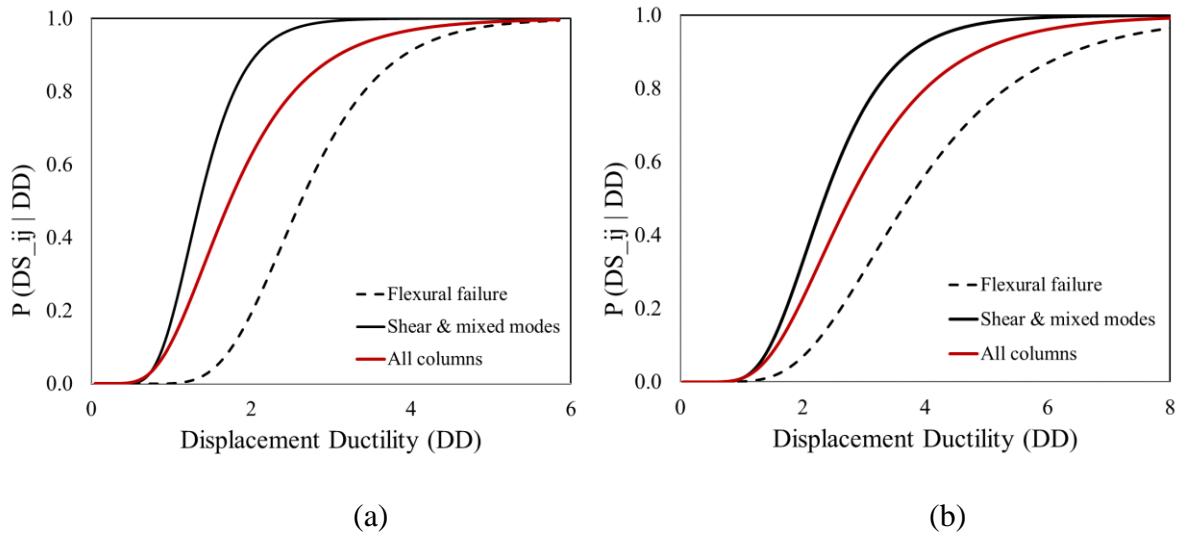 1.0
0.8
0.6
0.4
0.2
0.0
P (DS_ij | DD)
0
2
4
6
Displacement Ductility (DD)
Flexural failure
Shear & mixed modes
All columns
(a)
1.0
0.8
0.6
0.4
0.2
0.0
P (DS_ij | DD)
0
2
4
6
8
Displacement Ductility (DD)
Flexural failure
Shear & mixed modes
All columns
(b)